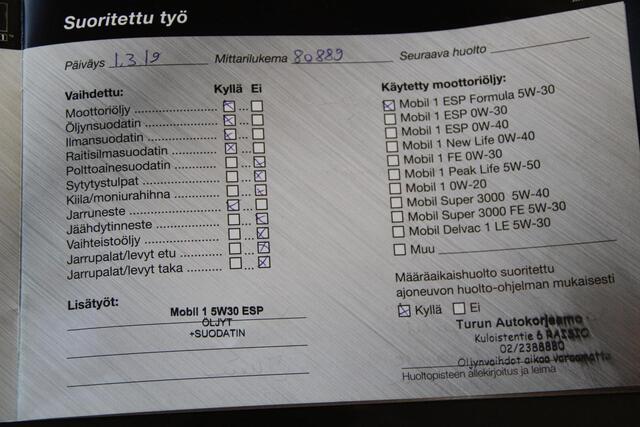 Suoritettu työ
Päiväys 1.3.19 Mittarilukema 80889 Seuraava huolto
Vaihdettu: Kyllä Ei
Moottoriöljy
Öljynsuodatin
Ilmansuodatin
Raitisilmasuodatin
Polttoainesuodatin
Sytytystulpat
Kiila/moniurahihna
Jarruneste
Jäähdytinneste
Vaihteistoöljy
Jarrupalat/levyt etu
Jarrupalat/levyt taka
Lisätyöt:
Mobil 1 5W30 ESP
ÖLJYT
+SUODATIN
Käytetty moottoriöljy:
Mobil 1 ESP Formula 5W-30
Mobil 1 ESP 0W-30
Mobil 1 ESP 0W-40
Mobil 1 New Life 0W-40
Mobil 1 FE 0W-30
Mobil 1 Peak Life 5W-50
Mobil 1 0W-20
Mobil Super 3000 5W-40
Mobil Super 3000 FE 5W-30
Mobil Delvac 1 LE 5W-30
Muu
Määräaikaishuolto suoritettu
ajoneuvon huolto-ohjelman mukaisesti
Kyllä Ei
Turun Autokorjaamo
Kuloistentie 6 RAISIO
02/2388880
Öljynvaihdot aikaa varaamatta
Huoltopisteen allekirjoitus ja leima